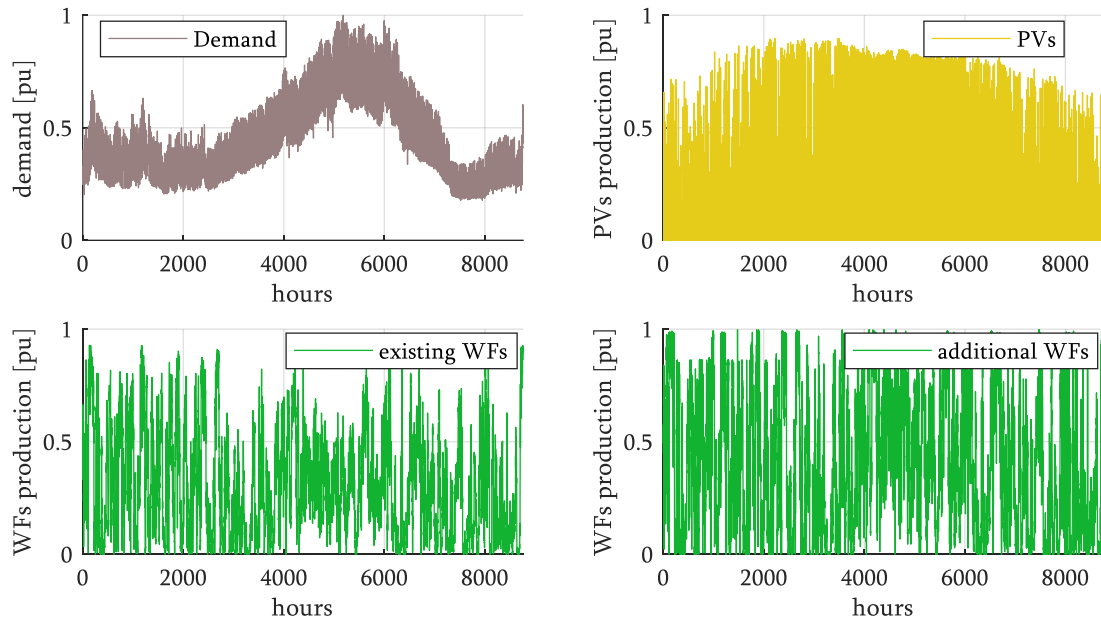 Demand
demand [pu]
1
0.5
0
0 2000 4000 6000 8000
hours
PVs
PVs production [pu]
1
0.5
0
0 2000 4000 6000 8000
hours
existing WFs
WFs production [pu]
1
0.5
0
0 2000 4000 6000 8000
hours
additional WFs
WFs production [pu]
1
0.5
0
0 2000 4000 6000 8000
hours